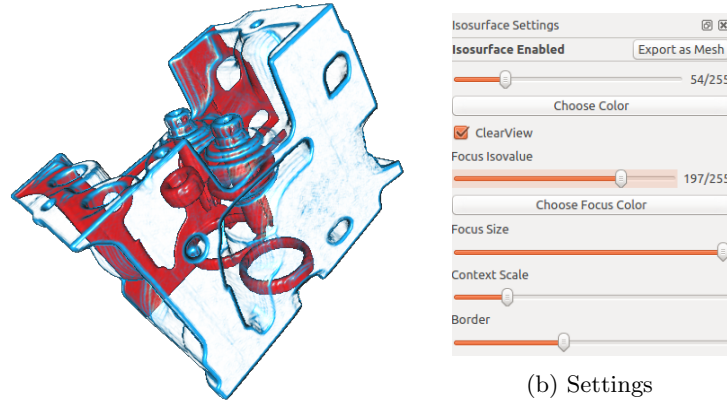 Isosurface Settings
Isosurface Enabled
Export as Mesh
54/255
Choose Color
ClearView
Focus Isovalue
197/255
Choose Focus Color
Focus Size
Context Scale
Border
(b) Settings